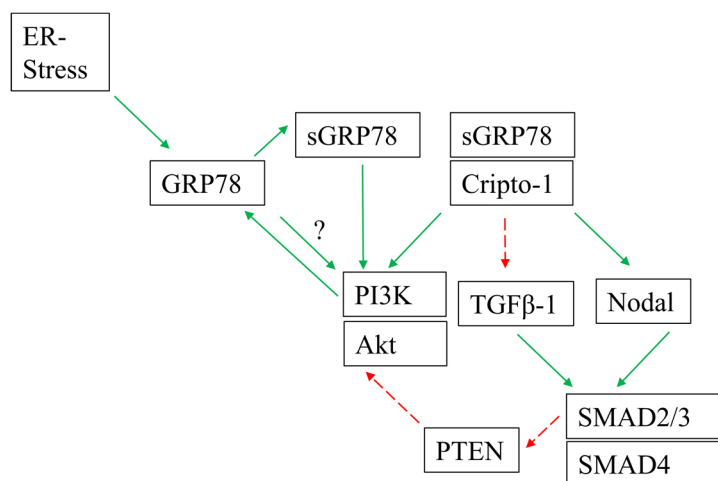 ER-
Stress
sGRP78
sGRP78
GRP78
Cripto-1
?
PI3K
TGFβ-1
Nodal
Akt
SMAD2/3
PTEN
SMAD4